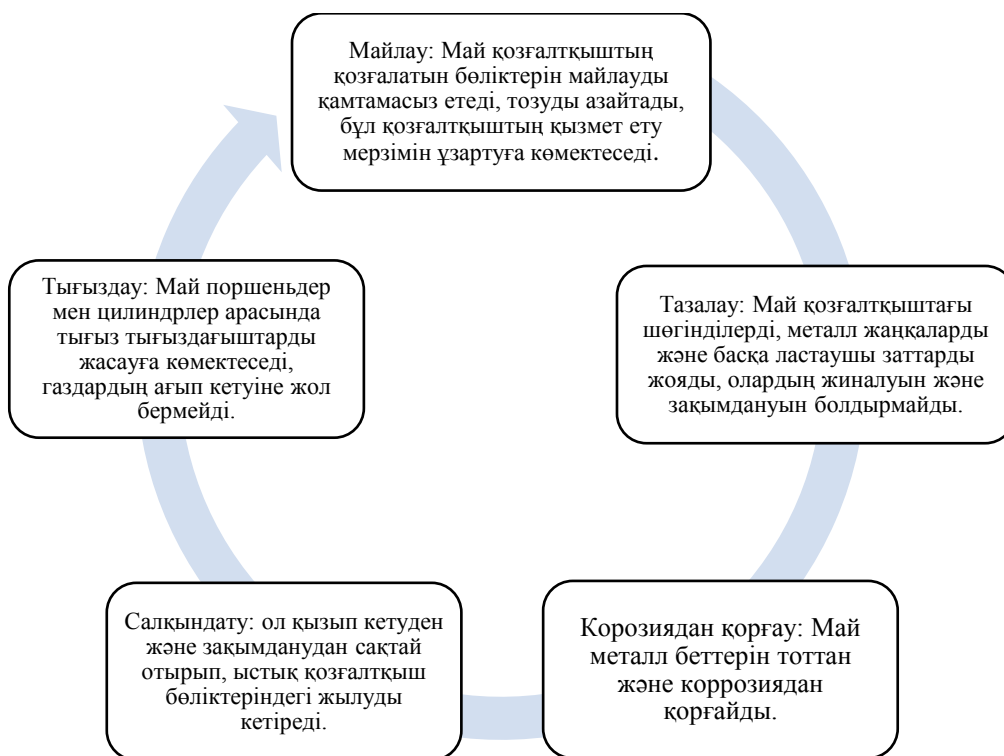 Майлау: Май қозғалтқыштың
қозғалатын бөліктерін майлауды
қамтамасыз етеді, тозуды азайтады,
бұл қозғалтқыштың қызмет ету
мерзімін ұзартуға көмектеседі.
Тазалау: Май қозғалтқыштағы
шөгінділерді, металл жаңқаларды
және басқа ластаушы заттарды
жояды, олардың жиналуын және
зақымдануын болдырмайды.
Корозиядан қорғау: Май
металл беттерін тоттан
және коррозиядан
қорғайды.
Салқындату: ол қызып кетуден
және зақымданудан сақтай
отырып, ыстық қозғалтқыш
бөліктеріндегі жылуды
кетіреді.
Тығыздау: Май поршеньдер
мен цилиндрлер арасында
тығыз тығыздағыштарды
жасауға көмектеседі,
газдардың ағып кетуіне жол
бермейді.